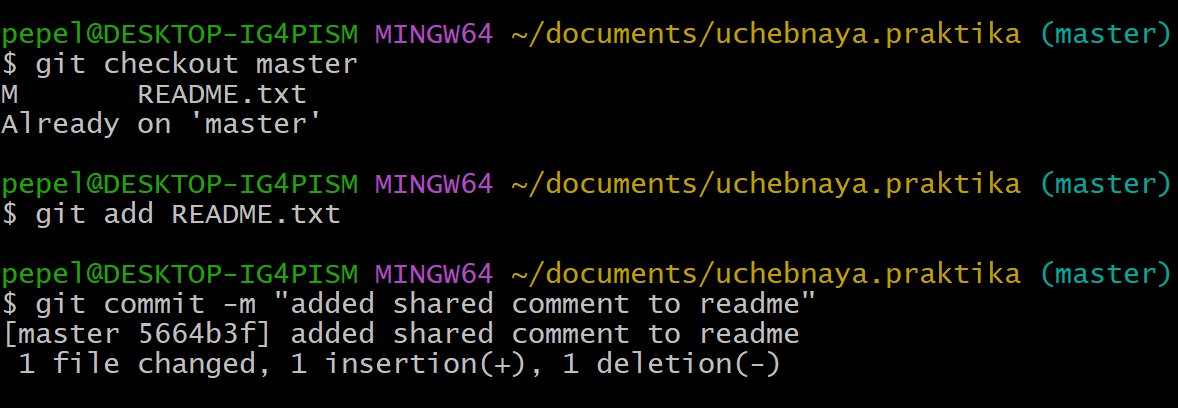 pepel@DESKTOP-IG4PISM MINGW64 ~/documents/uchebnaya.praktika (master)
$ git checkout master
M       README.txt
Already on 'master'
pepel@DESKTOP-IG4PISM MINGW64 ~/documents/uchebnaya.praktika (master)
$ git add README.txt
pepel@DESKTOP-IG4PISM MINGW64 ~/documents/uchebnaya.praktika (master)
$ git commit -m "added shared comment to readme"
[master 5664b3f] added shared comment to readme
 1 file changed, 1 insertion(+), 1 deletion(-)